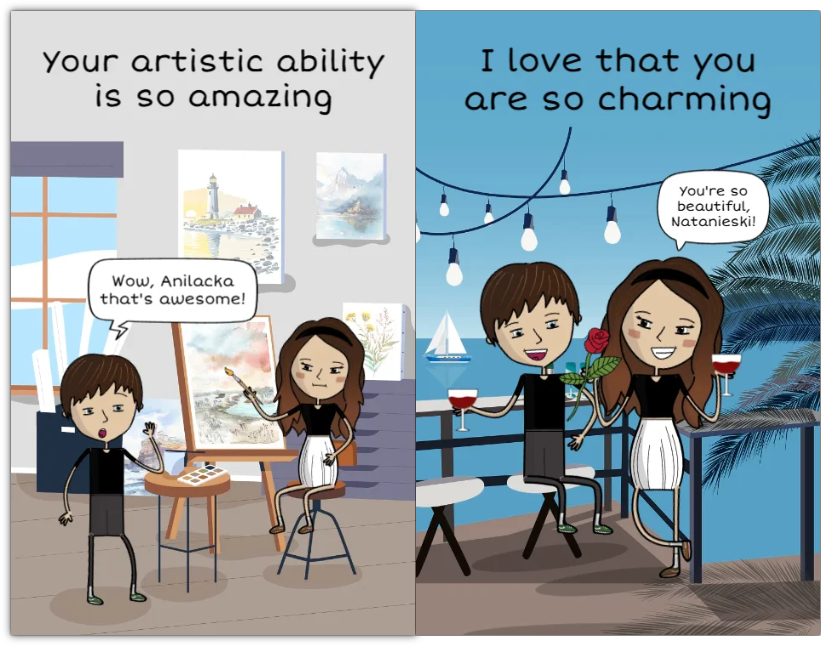 Your artistic ability
is so amazing
Wow, Anilacka
that's awesome!
I love that you
are so charming
You're so
beautiful,
Natanieski!